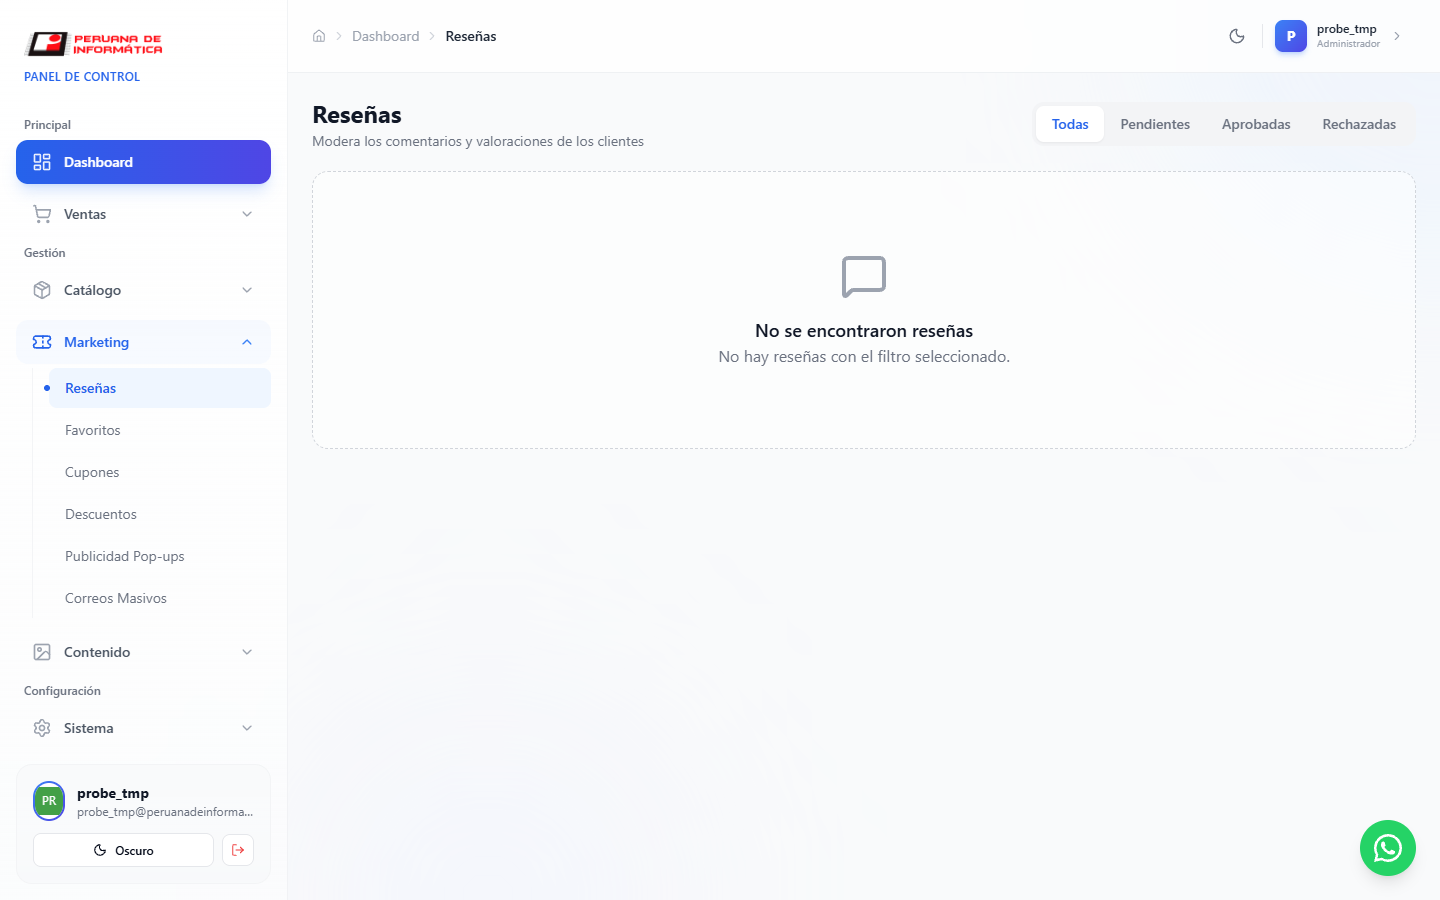 PERUANA DE
INFORMÁTICA
PANEL DE CONTROL
Principal
Dashboard
Ventas
Gestión
Catálogo
Marketing
Reseñas
Favoritos
Cupones
Descuentos
Publicidad Pop-ups
Correos Masivos
Contenido
Configuración
Sistema
PR
probe_tmp
probe_tmp@peruanadeinforma...
Oscuro
Dashboard
Reseñas
P
probe_tmp
Administrador
Reseñas
Modera los comentarios y valoraciones de los clientes
Todas
Pendientes
Aprobadas
Rechazadas
No se encontraron reseñas
No hay reseñas con el filtro seleccionado.